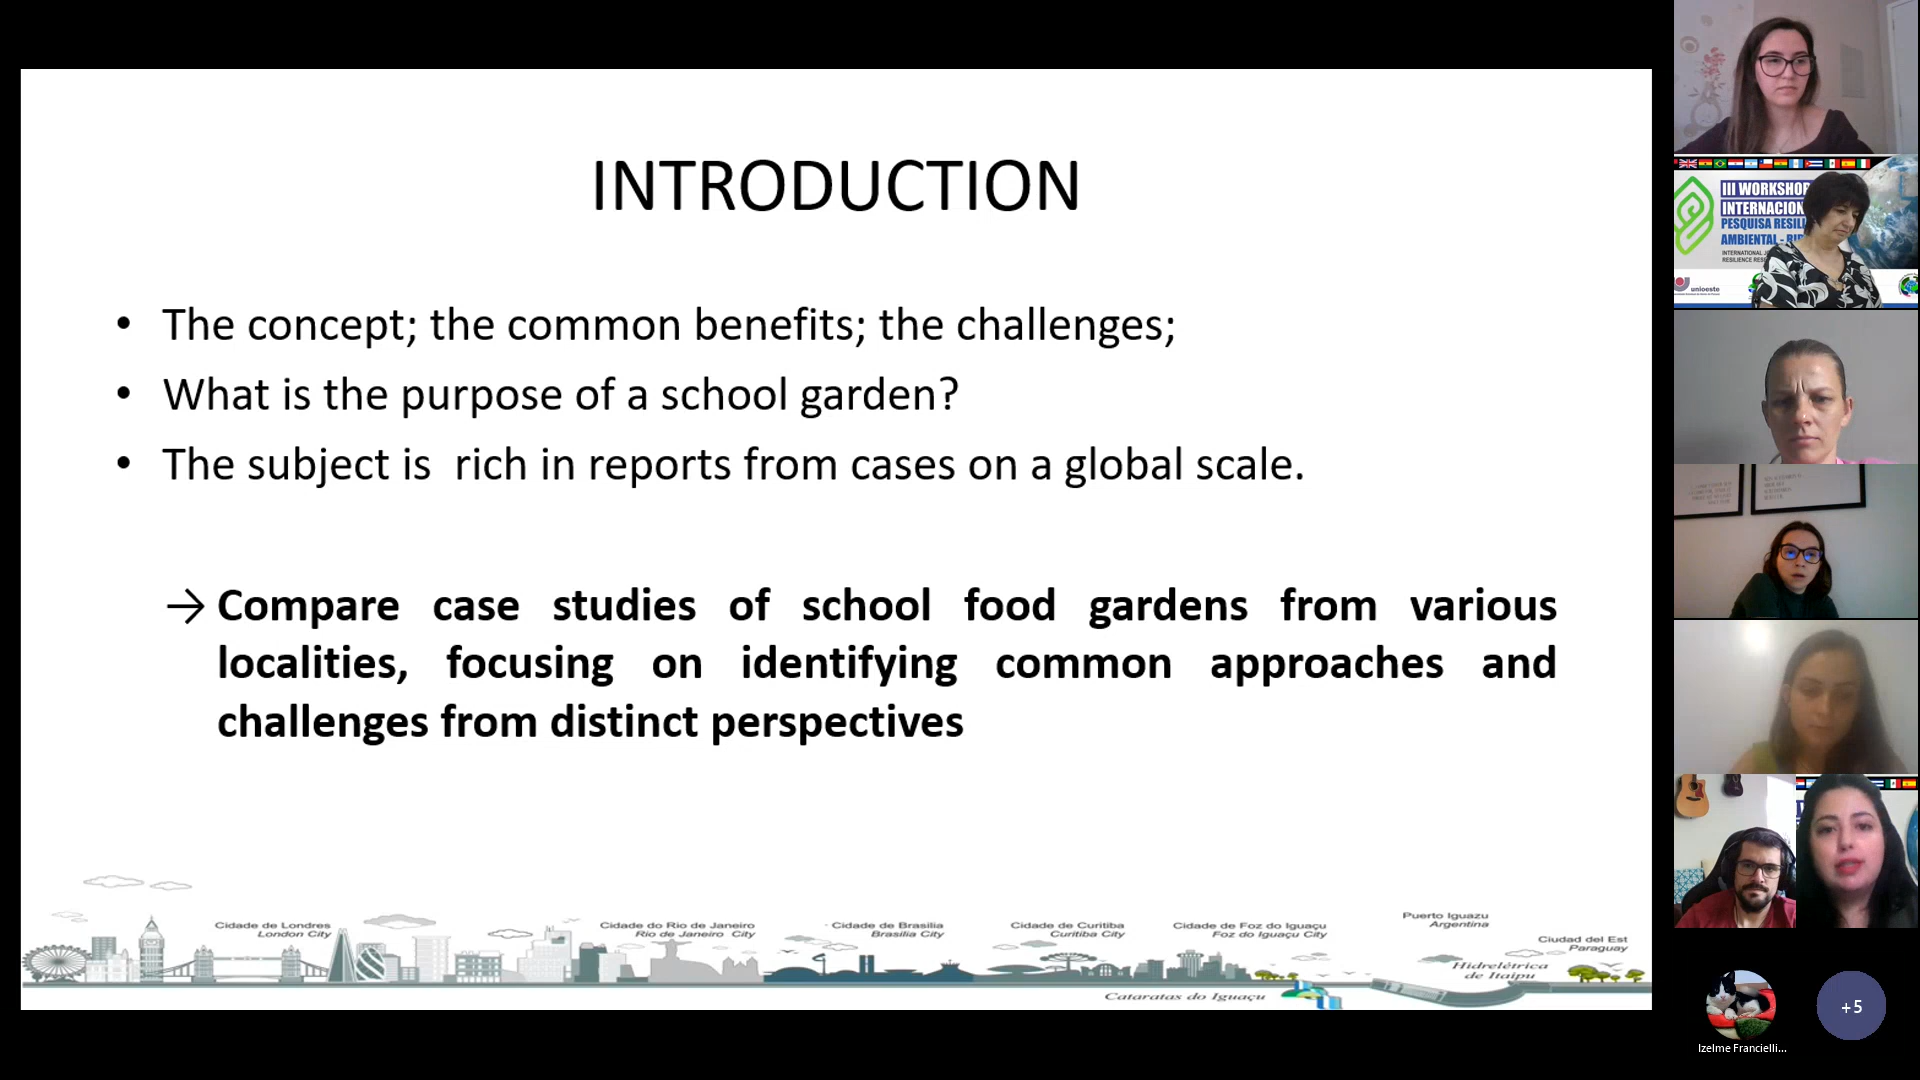 INTRODUCTION
• The concept; the common benefits; the challenges;
• What is the purpose of a school garden?
• The subject is  rich in reports from cases on a global scale.
→ Compare case studies of school food gardens from various
localities, focusing on identifying common approaches and
challenges from distinct perspectives
Cidade de Londres
London City
Cidade do Rio de Janeiro
Rio de Janeiro City
Cidade de Brasilia
Brasilia City
Cidade de Curitiba
Curitiba City
Cidade de Foz do Iguaçu
Foz do Iguaçu City
Puerto Iguazu
Argentina
Ciudad del Est
Paraguay
Hidrelétrica
de Itaipu
Cataratas do Iguaçu
III WORKSHOP
INTERNACION
PESQUISA RESILI
AMBIENTAL -
INTERNATIONAL
RESILIENCE
unioeste
Izelme Francielli...
+5